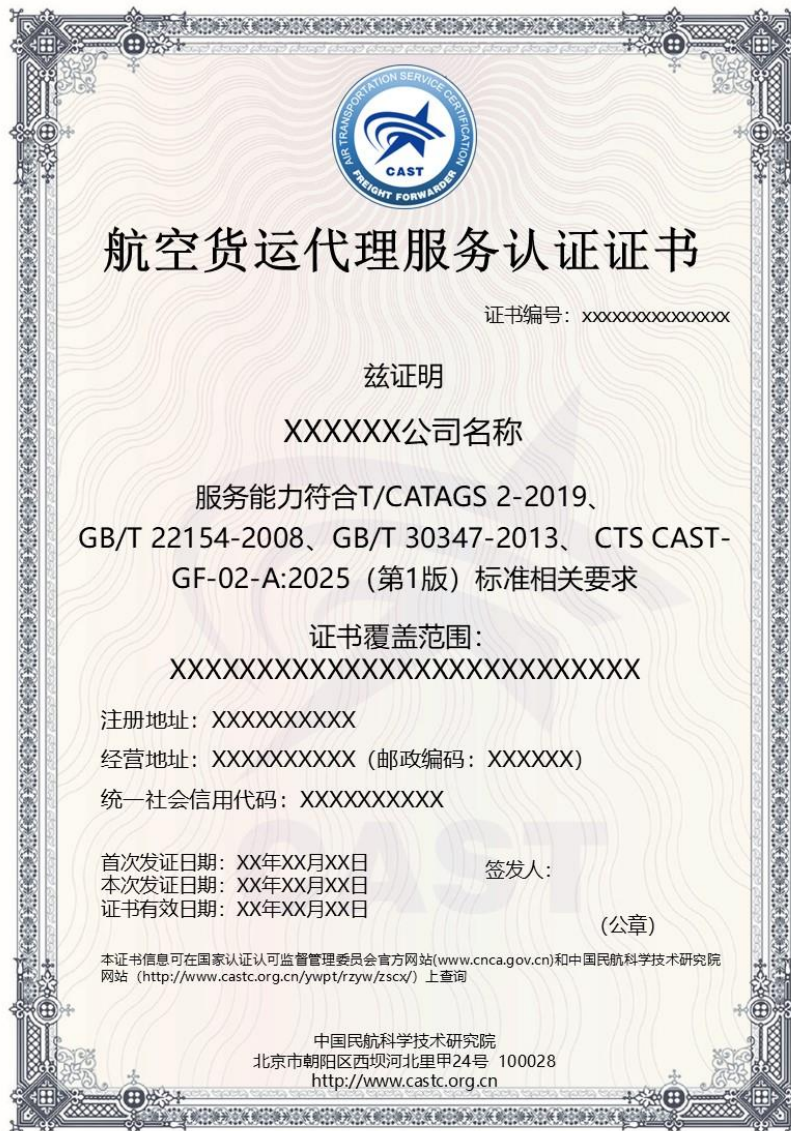 AIR TRANSPORTATION SERVICE CERTIFICATION
CAST
FREIGHT FORWARDER
航空货运代理服务认证证书
证书编号：xxxxxxxxxxxxxxx
兹证明
XXXXXX公司名称
服务能力符合T/CATAGS 2-2019、
GB/T 22154-2008、GB/T 30347-2013、 CTS CAST-
GF-02-A:2025（第1版）标准相关要求
证书覆盖范围：
XXXXXXXXXXXXXXXXXXXXXXXXXXX
注册地址：XXXXXXXXXX
经营地址：XXXXXXXXXX（邮政编码：XXXXXX）
统一社会信用代码：XXXXXXXXXX
首次发证日期：XX年XX月XX日
本次发证日期：XX年XX月XX日
证书有效日期：XX年XX月XX日
签发人：
（公章）
本证书信息可在国家认证认可监督管理委员会官方网站(www.cnca.gov.cn)和中国民航科学技术研究院
网站（http://www.castc.org.cn/ywpt/rzyw/zscx/）上查询
中国民航科学技术研究院
北京市朝阳区西坝河北里甲24号 100028
http://www.castc.org.cn
CAST